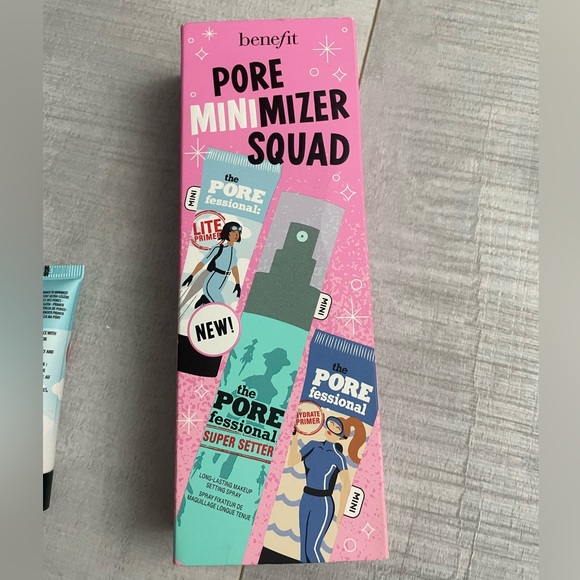 benefit
PORE
MINIMIZER
SQUAD
MINI
the
PORE
fessional:
LITE
PRIMER
NEW!
MINI
the
PORE
fessional
SUPER SETTER
LONG-LASTING MAKEUP
SETTING SPRAY
SPRAY FIXATEUR DE
MAQUILLAGE LONGUE TENUE
the
PORE
fessional
HYDRATE
PRIMER
MINI